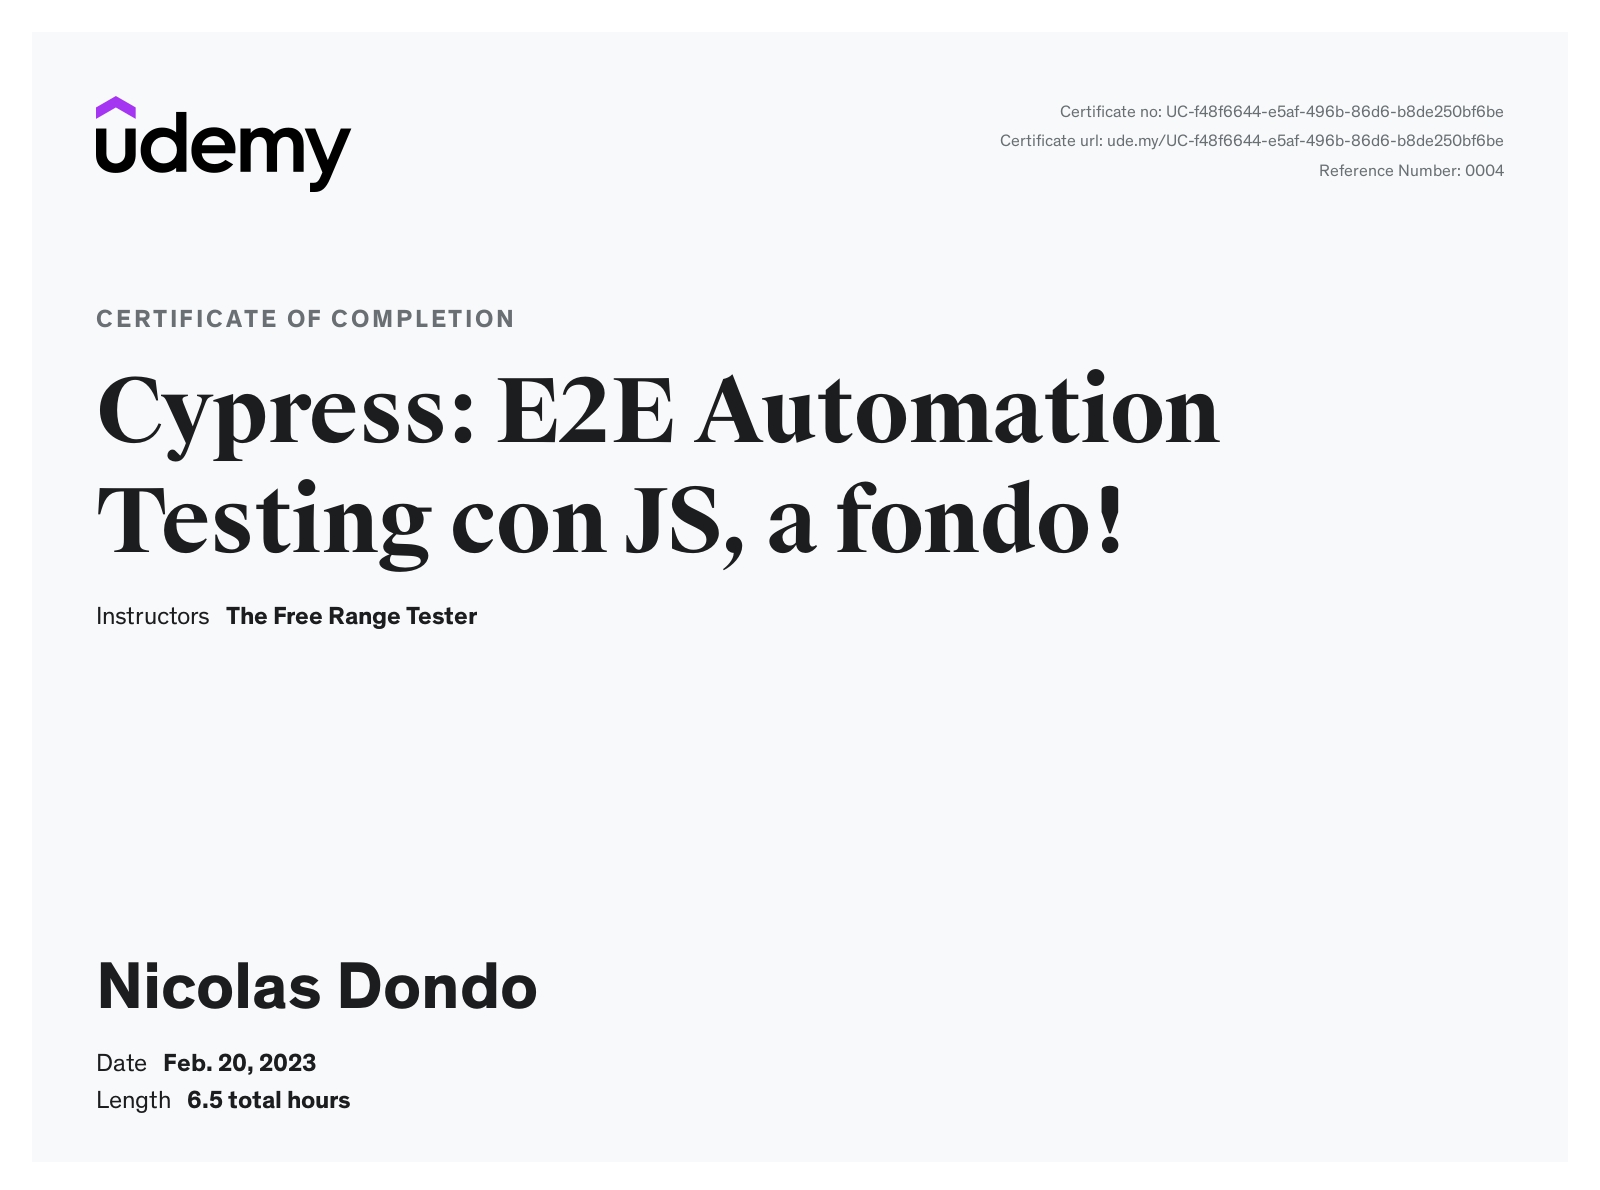 udemy
Certificate no: UC-f48f6644-e5af-496b-86d6-b8de250bf6be
Certificate url: ude.my/UC-f48f6644-e5af-496b-86d6-b8de250bf6be
Reference Number: 0004
CERTIFICATE OF COMPLETION
Cypress: E2E Automation
Testing con JS, a fondo!
Instructors The Free Range Tester
Nicolas Dondo
Date Feb. 20, 2023
Length 6.5 total hours